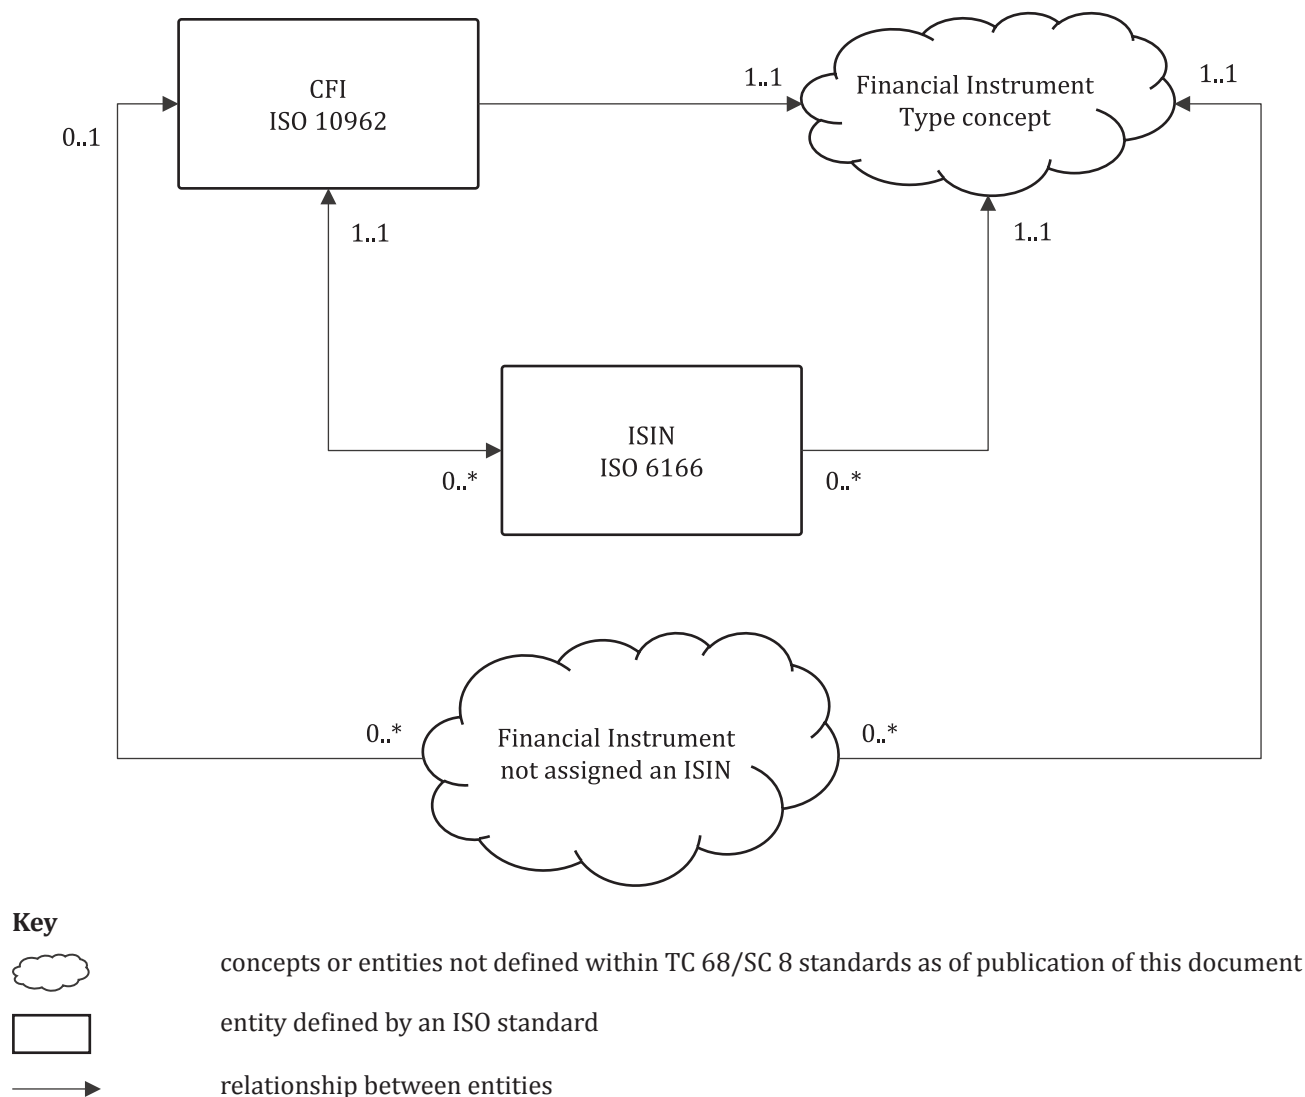 CFI
ISO 10962
Financial Instrument
Type concept
1..1
1..1
0..1
1..1
1..1
ISIN
ISO 6166
0..*
0..*
Financial Instrument
not assigned an ISIN
0..*
0..*
Key
concepts or entities not defined within TC 68/SC 8 standards as of publication of this document
entity defined by an ISO standard
relationship between entities